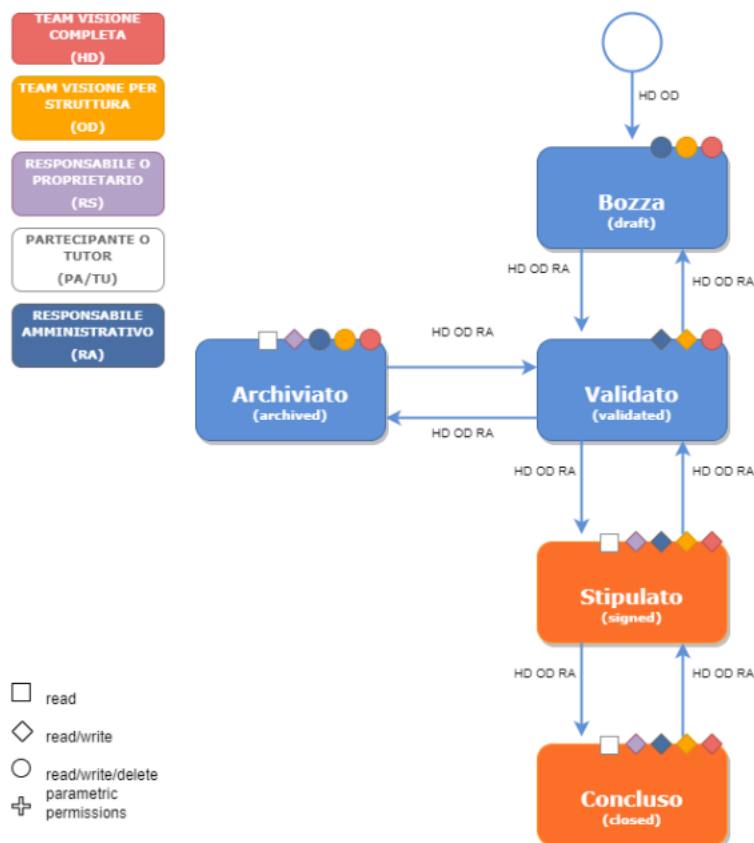 TEAM VISIONE
COMPLETA
(HD)
TEAM VISIONE PER
STRUTTURA
(OD)
RESPONSABILE O
PROPRIETARIO
(RS)
PARTECIPANTE O
TUTOR
(PA/TU)
RESPONSABILE
AMMINISTRATIVO
(RA)
HD OD
Bozza
(draft)
HD OD RA
HD OD RA
Archiviato
(archived)
HD OD RA
HD OD RA
Validato
(validated)
HD OD RA
HD OD RA
Stipulato
(signed)
HD OD RA
HD OD RA
Concluso
(closed)
read
read/write
read/write/delete
parametric
permissions